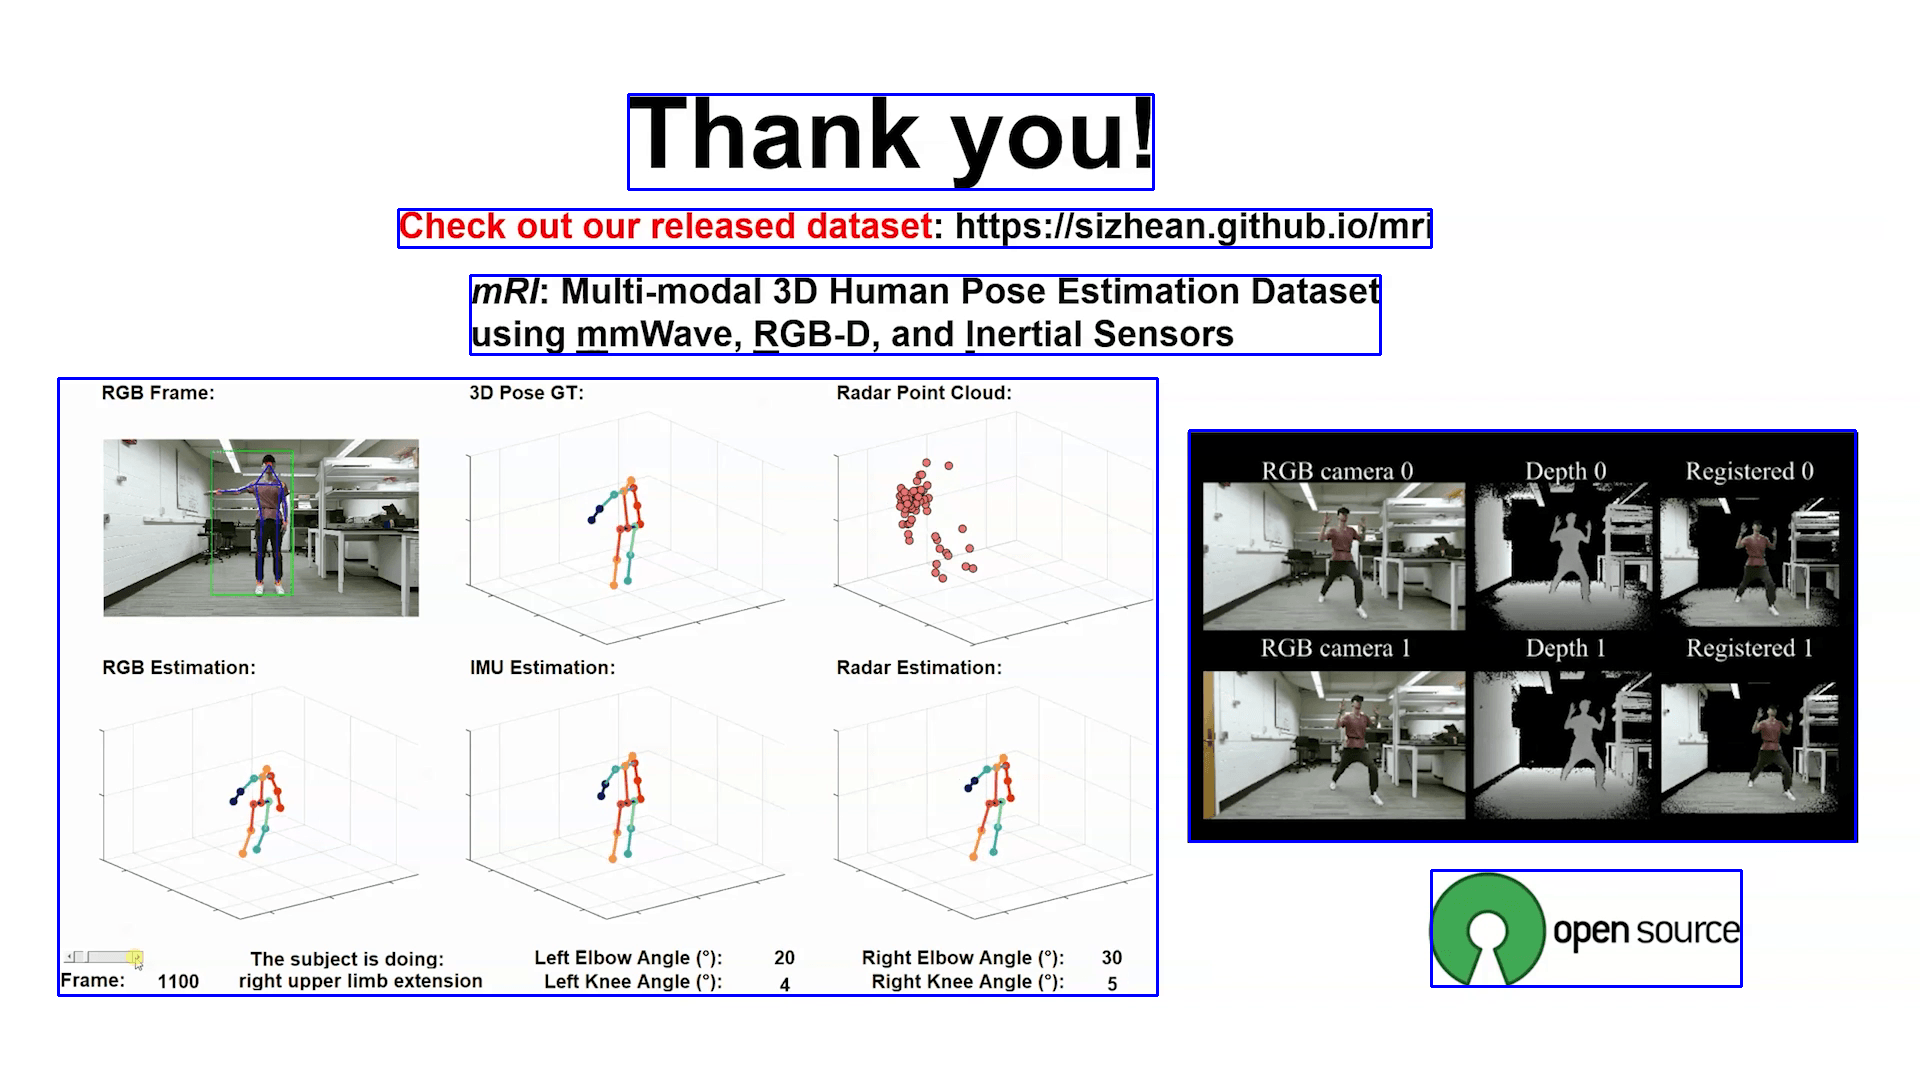 Thank you!
Check out our released dataset: https://sizhean.github.io/mri
mRI: Multi-modal 3D Human Pose Estimation Dataset
using mmWave, RGB-D, and Inertial Sensors
RGB Frame:
3D Pose GT:
Radar Point Cloud:
RGB Estimation:
IMU Estimation:
Radar Estimation:
The subject is doing:
right upper limb extension
Left Elbow Angle (°): 20
Right Elbow Angle (°): 30
Frame: 1100
Left Knee Angle (°): 4
Right Knee Angle (°): 5
RGB camera 0
Depth 0
Registered 0
RGB camera 1
Depth 1
Registered 1
open source